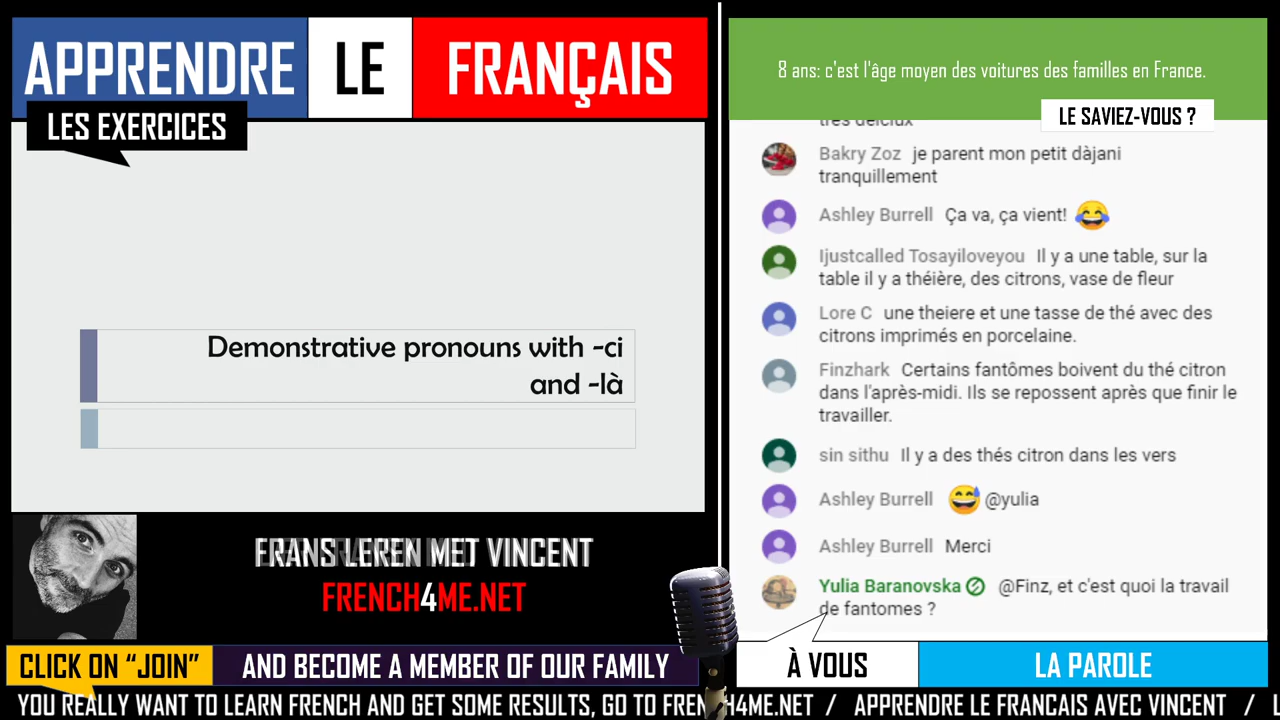 APPRENDRE LE FRANÇAIS
LES EXERCICES
Demonstrative pronouns with -ci
and -là
FRANS LEREN MET VINCENT
FRENCH4ME.NET
CLICK ON “JOIN” AND BECOME A MEMBER OF OUR FAMILY
8 ans: c'est l'âge moyen des voitures des familles en France.
LE SAVIEZ-VOUS ?
Bakry Zoz je parent mon petit dàjani
tranquillement
Ashley Burrell Ça va, ça vient! 😂
Ijustcalled Tosayiloveyou Il y a une table, sur la
table il y a théière, des citrons, vase de fleur
Lore C une theiere et une tasse de thé avec des
citrons imprimés en porcelaine.
Finzhark Certains fantômes boivent du thé citron
dans l'après-midi. Ils se repossent après que finir le
travailler.
sin sithu Il y a des thés citron dans les vers
Ashley Burrell 😅 @yulia
Ashley Burrell Merci
Yulia Baranovska @Finz, et c'est quoi la travail
de fantomes ?
À VOUS LA PAROLE
YOU REALLY WANT TO LEARN FRENCH AND GET SOME RESULTS, GO TO FRENCH4ME.NET / APPRENDRE LE FRANCAIS AVEC VINCENT /